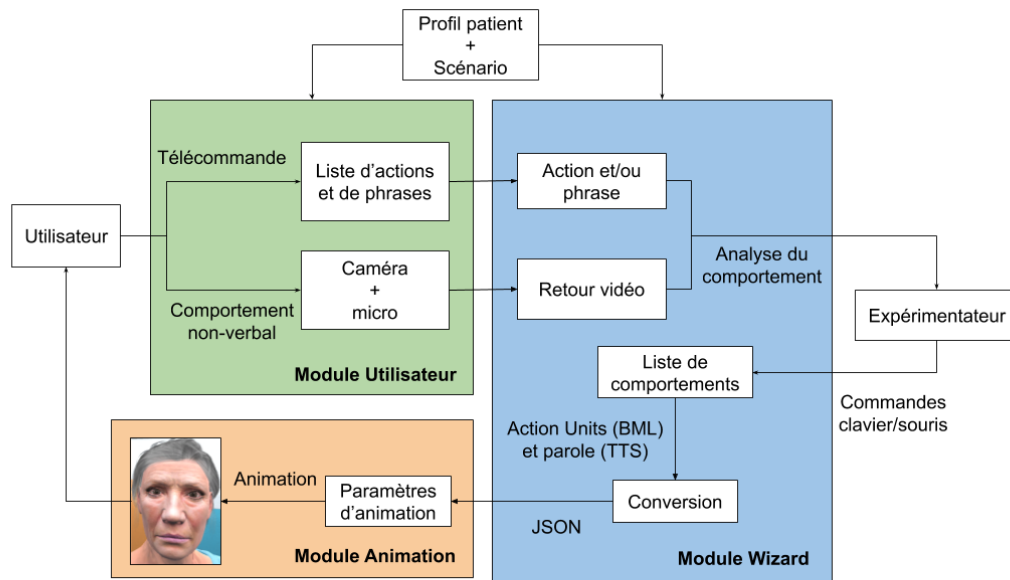 Profil patient
+
Scénario
Télécommande
Liste d'actions
et de phrases
Action et/ou
phrase
Utilisateur
Caméra
+
micro
Comportement
non-verbal
Retour vidéo
Analyse du
comportement
Expérimentateur
Module Utilisateur
Liste de
comportements
Commandes
clavier/souris
Action Units (BML)
et parole (TTS)
Animation
Paramètres
d'animation
Conversion
JSON
Module Animation
Module Wizard